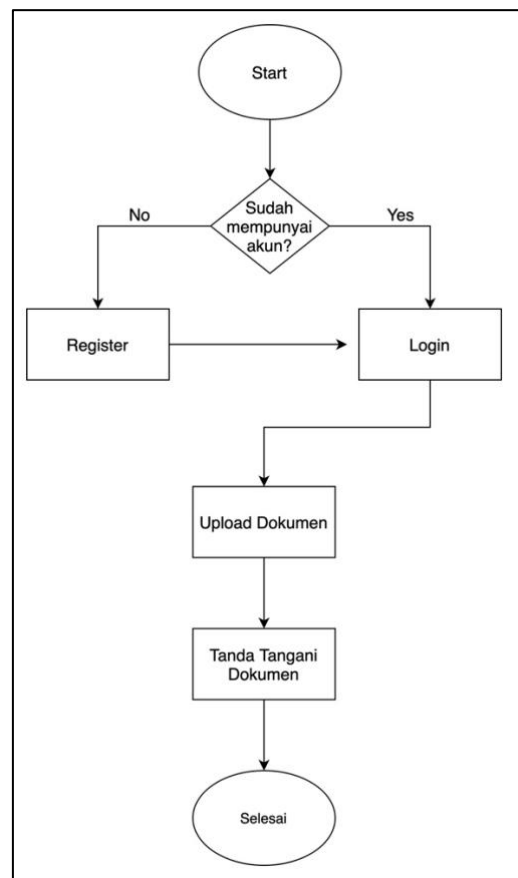 Start
Sudah
mempunyai
akun?
No
Yes
Register
Login
Upload Dokumen
Tanda Tangani
Dokumen
Selesai